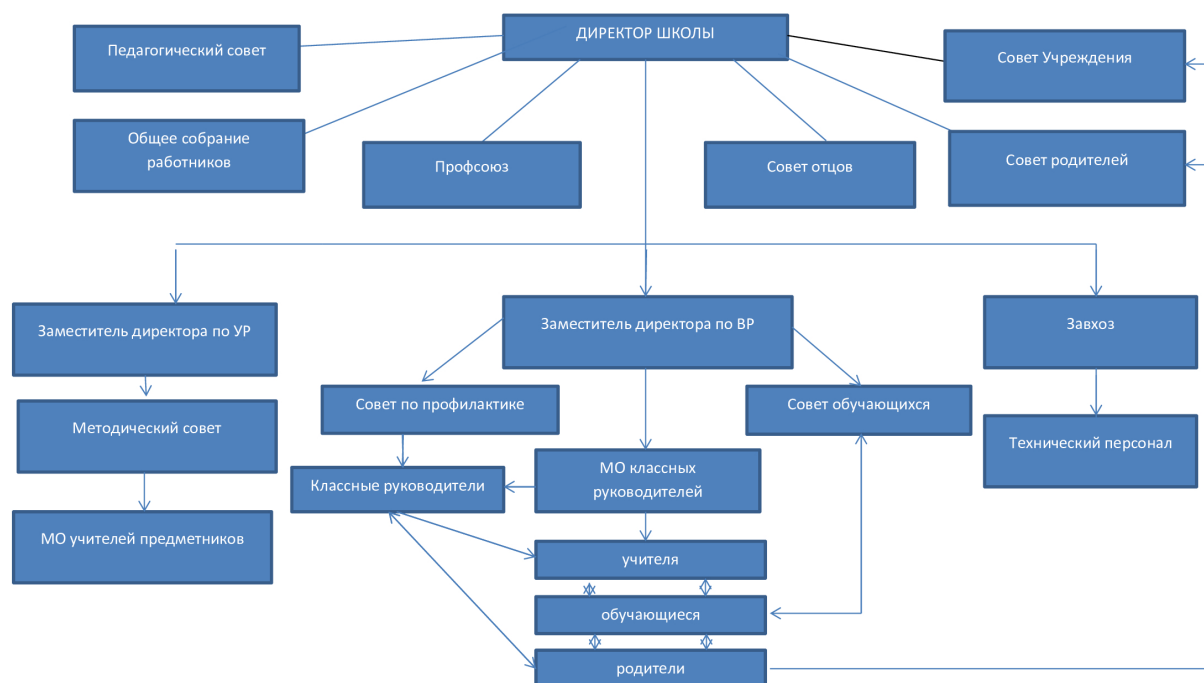 ДИРЕКТОР ШКОЛЫ
Педагогический совет
Совет Учреждения
Общее собрание
работников
Профсоюз
Совет отцов
Совет родителей
Заместитель директора по УР
Заместитель директора по ВР
Завхоз
Совет по профилактике
Совет обучающихся
Методический совет
Технический персонал
Классные руководители
МО классных
руководителей
МО учителей предметников
учителя
обучающиеся
родители